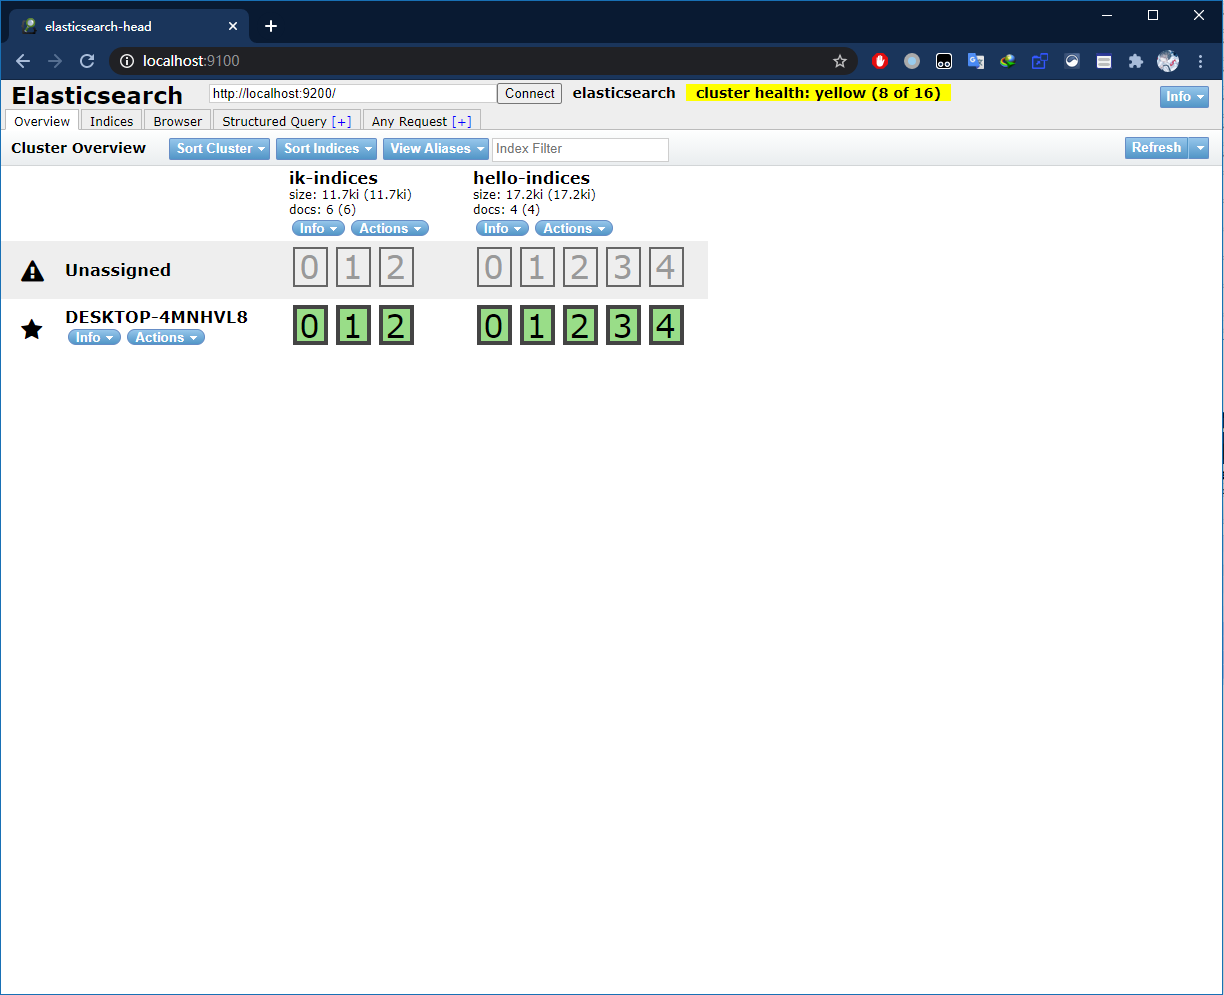 elasticsearch-head
localhost:9100
Elasticsearch http://localhost:9200/ Connect elasticsearch cluster health: yellow (8 of 16) Info
Overview Indices Browser Structured Query [+] Any Request [+]
Cluster Overview Sort Cluster Sort Indices View Aliases Index Filter Refresh
ik-indices hello-indices
size: 11.7ki (11.7ki) size: 17.2ki (17.2ki)
docs: 6 (6) docs: 4 (4)
Info Actions Info Actions
Unassigned 0 1 2 0 1 2 3 4
DESKTOP-4MNHVL8 0 1 2 0 1 2 3 4
Info Actions